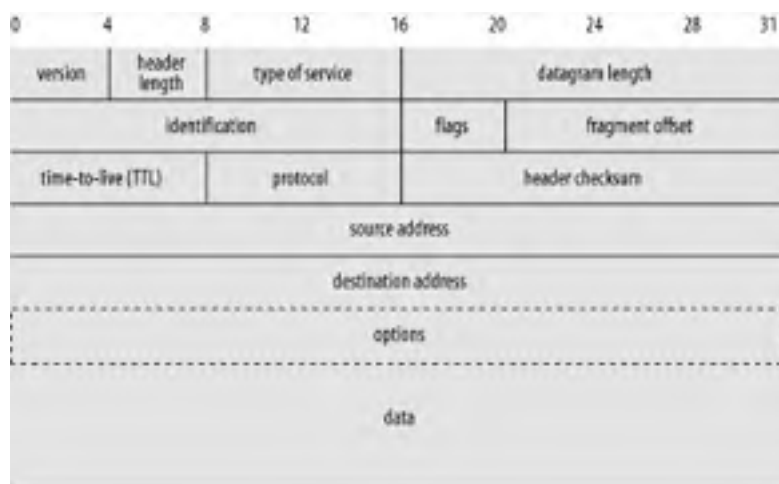 0 4 8 12 16 20 24 28 31
version header length type of service datagram length
identification flags fragment offset
time-to-live (TTL) protocol header checksum
source address
destination address
options
data